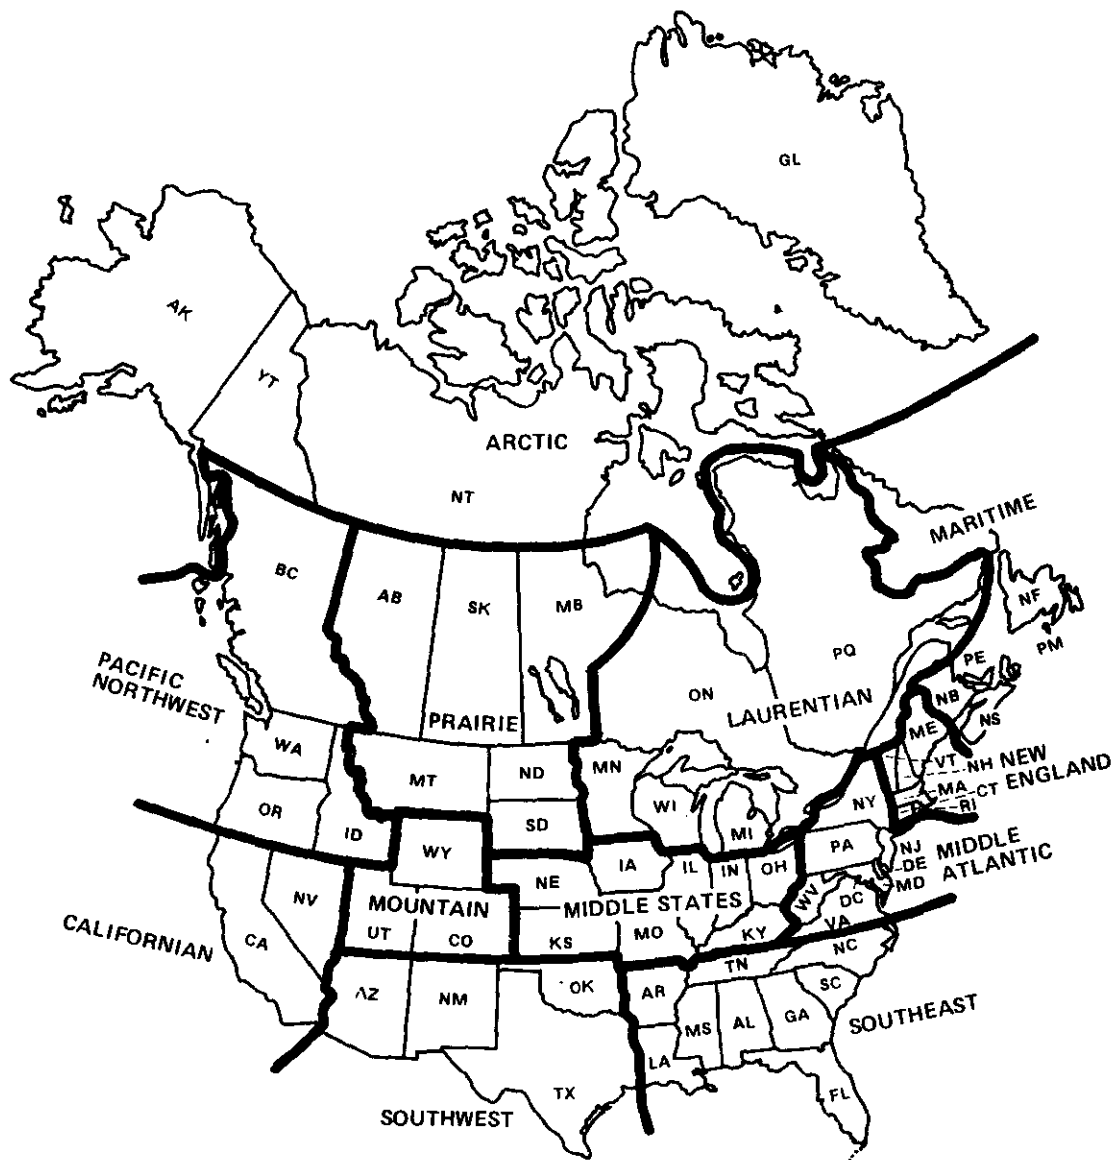 GL
AK
YT
ARCTIC
NT
MARITIME
BC
AB
SK
MB
NF
PM
PE
PQ
PACIFIC
NORTHWEST
ON
LAURENTIAN
NB
NS
PRAIRIE
ME
WA
MT
ND
MN
VT
NH
NEW
ENGLAND
MA
CT
RI
OR
ID
SD
WI
MI
NY
WY
IA
IL
IN
OH
PA
NJ
DE
MD
MIDDLE
ATLANTIC
NE
WV
DC
VA
NV
MOUNTAIN
MIDDLE STATES
CALIFORNIAN
CA
UT
CO
KS
MO
KY
NC
TN
AZ
NM
OK
AR
SC
MS
AL
GA
SOUTHEAST
LA
TX
FL
SOUTHWEST